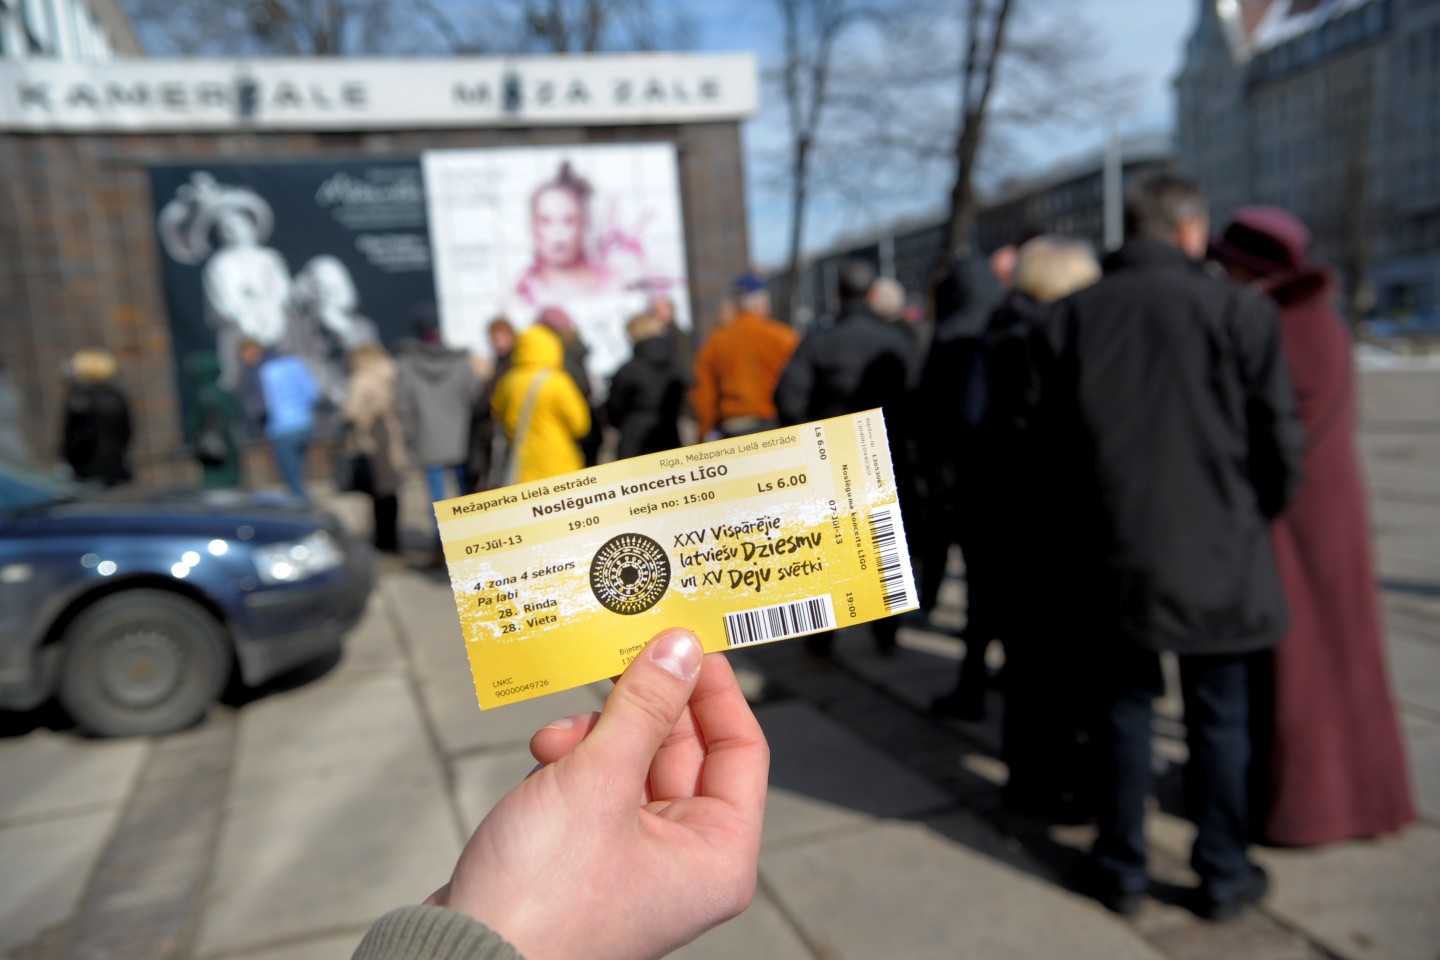 KAMERZĀLE MAZĀ ZĀLE
Rīga, Mežaparka Lielā estrāde
Mežaparka Lielā estrāde
Noslēguma koncerts LĪGO
19:00 ieeja no: 15:00 Ls 6.00
07-Jūl-13
XXV Vispārējie
latviešu Dziesmu
un XV Deju svētki
4. zona 4 sektors
Pa labi
28. Rinda
28. Vieta
LNKC
90000049726
Ls 6.00
07-Jūl-13
19:00
Noslēguma koncerts LĪGO